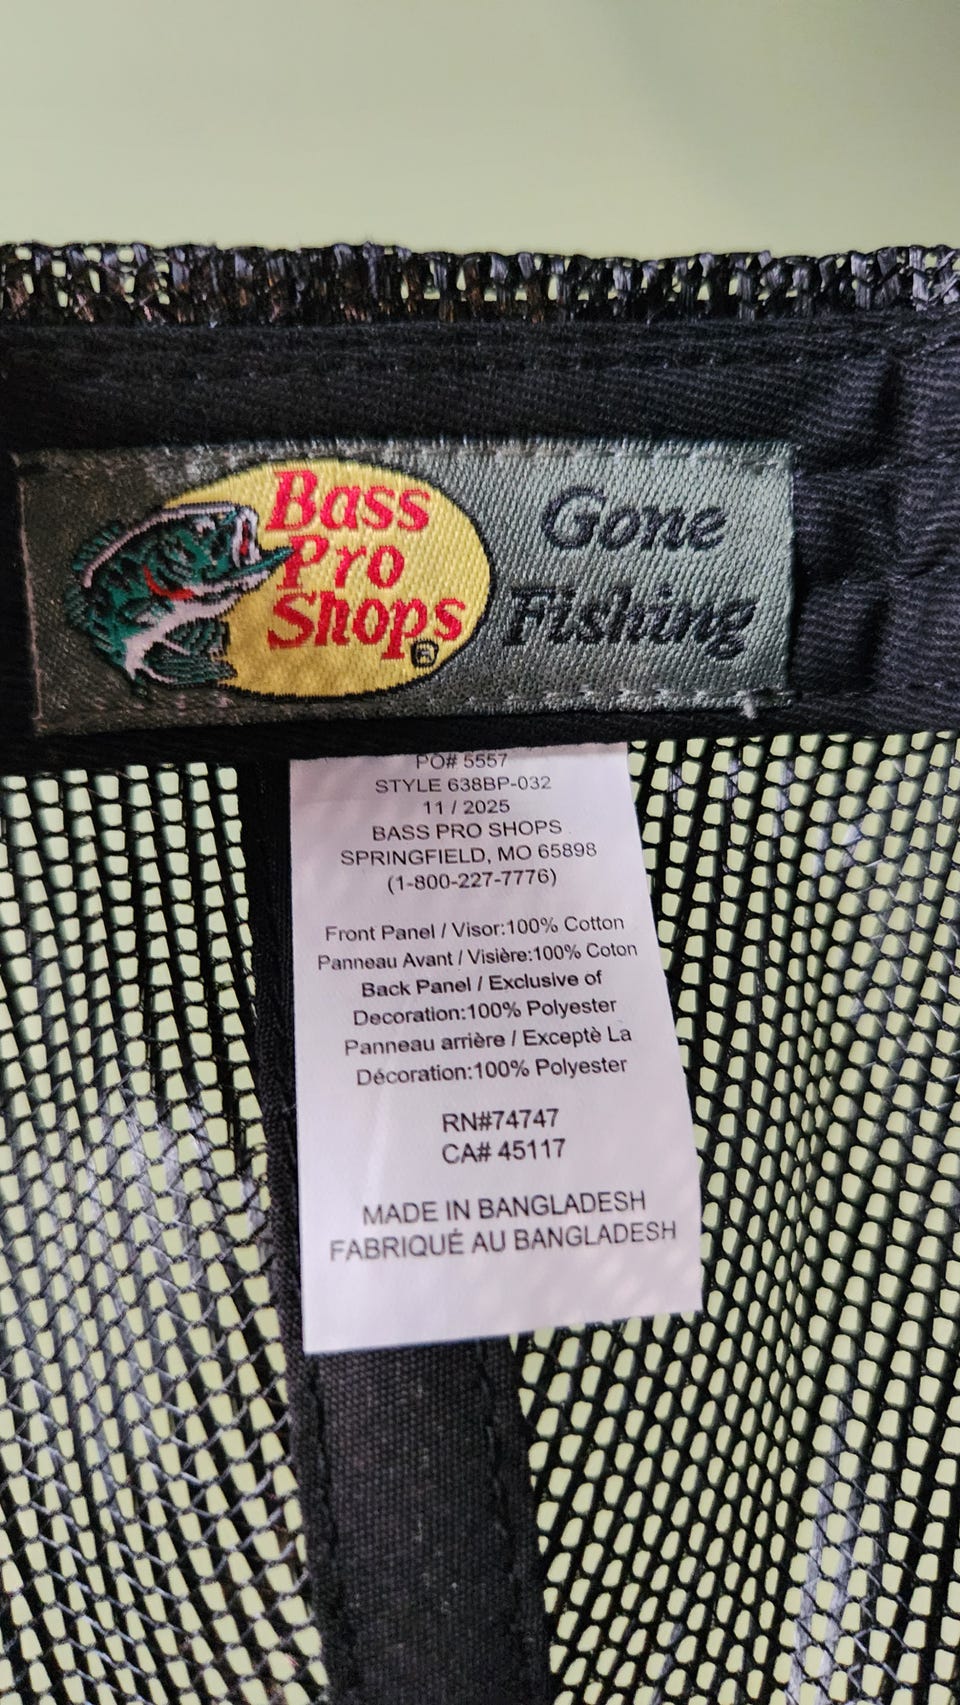 Bass
Pro
Shops®
Gone
Fishing
PO# 5557
STYLE 638BP-032
11 / 2025
BASS PRO SHOPS
SPRINGFIELD, MO 65898
(1-800-227-7776)
Front Panel / Visor:100% Cotton
Panneau Avant / Visière:100% Coton
Back Panel / Exclusive of
Decoration:100% Polyester
Panneau arrière / Exceptè La
Décoration:100% Polyester
RN#74747
CA# 45117
MADE IN BANGLADESH
FABRIQUÉ AU BANGLADESH